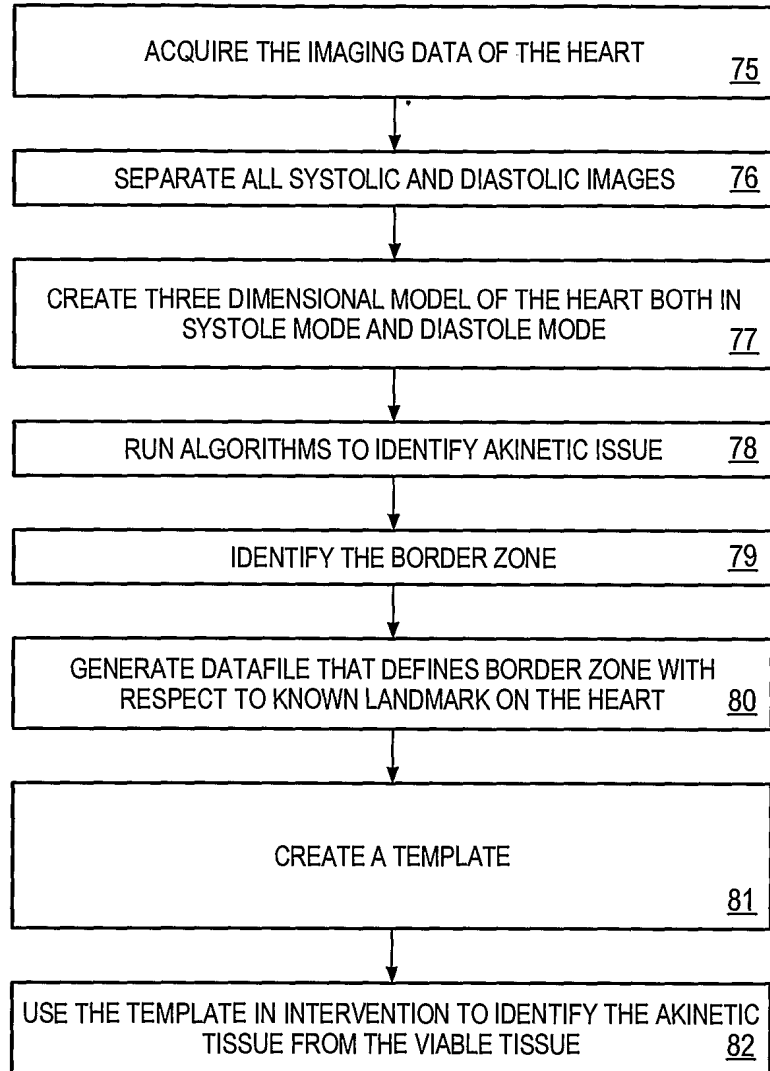 ACQUIRE THE IMAGING DATA OF THE HEART
75
SEPARATE ALL SYSTOLIC AND DIASTOLIC IMAGES 76
CREATE THREE DIMENSIONAL MODEL OF THE HEART BOTH IN
SYSTOLE MODE AND DIASTOLE MODE
77
RUN ALGORITHMS TO IDENTIFY AKINETIC ISSUE 78
IDENTIFY THE BORDER ZONE 79
GENERATE DATAFILE THAT DEFINES BORDER ZONE WITH
RESPECT TO KNOWN LANDMARK ON THE HEART 80
CREATE A TEMPLATE
81
USE THE TEMPLATE IN INTERVENTION TO IDENTIFY THE AKINETIC
TISSUE FROM THE VIABLE TISSUE 82